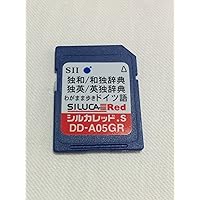 SII
独和/和独辞典
独英/英独辞典
わがまま歩きドイツ語
SILUCA Red
シルカレッド.S
DD-A05GR